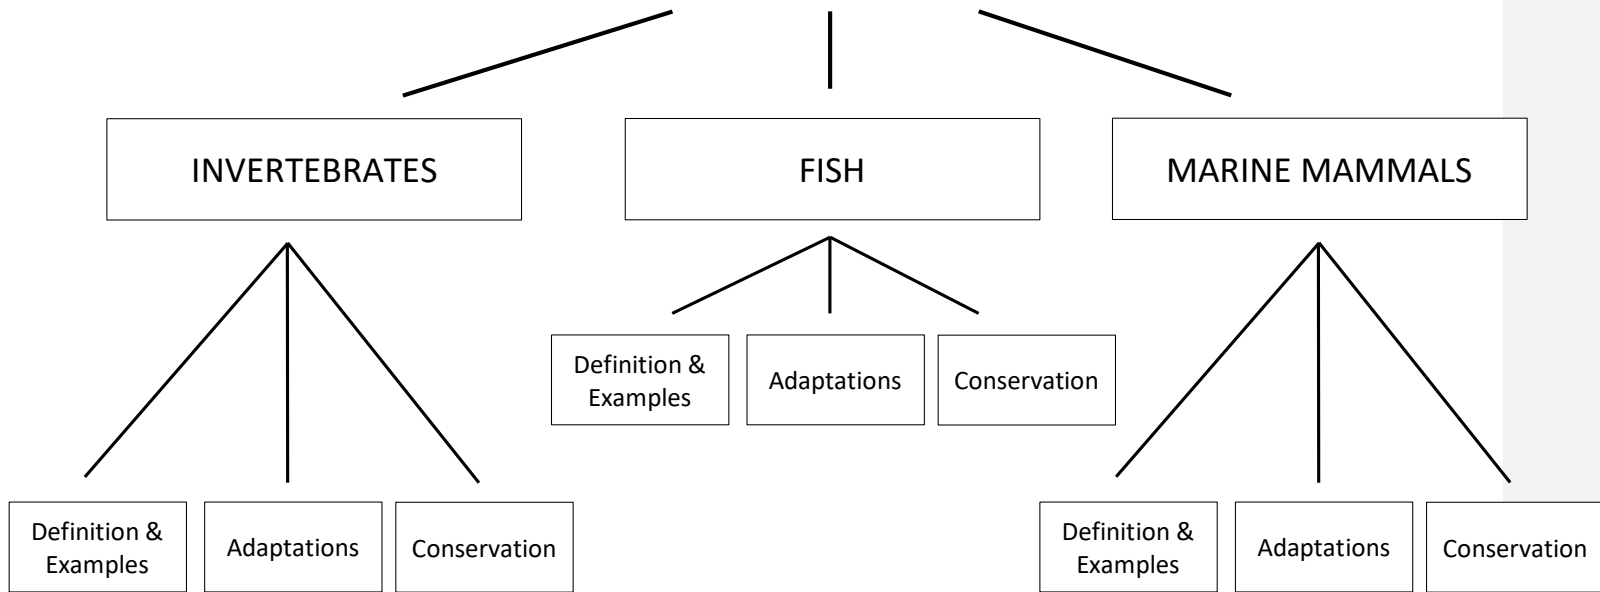 INVERTEBRATES
FISH
MARINE MAMMALS
Definition &
Examples
Adaptations
Conservation
Definition &
Examples
Adaptations
Conservation
Definition &
Examples
Adaptations
Conservation